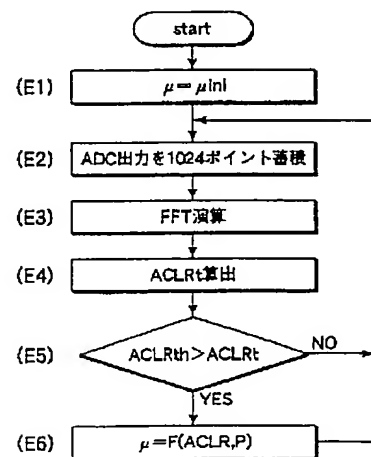 start
(E1) μ=μini
(E2) ADC出力を1024ポイント蓄積
(E3) FFT演算
(E4) ACLRt算出
(E5) ACLRth>ACLRt NO
YES
(E6) μ=F(ACLR,P)